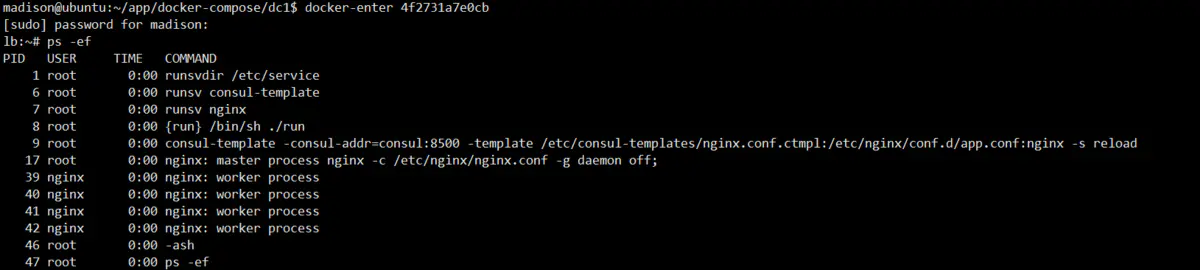 madison@ubuntu:~/app/docker-compose/dc1$ docker-enter 4f2731a7e0cb
[sudo] password for madison:
lb:~# ps -ef
PID   USER     TIME   COMMAND
    1 root       0:00 runsvdir /etc/service
    6 root       0:00 runsv consul-template
    7 root       0:00 runsv nginx
    8 root       0:00 {run} /bin/sh ./run
    9 root       0:00 consul-template -consul-addr=consul:8500 -template /etc/consul-templates/nginx.conf.ctmpl:/etc/nginx/conf.d/app.conf:nginx -s reload
   17 root       0:00 nginx: master process nginx -c /etc/nginx/nginx.conf -g daemon off;
   39 nginx      0:00 nginx: worker process
   40 nginx      0:00 nginx: worker process
   41 nginx      0:00 nginx: worker process
   42 nginx      0:00 nginx: worker process
   46 root       0:00 -ash
   47 root       0:00 ps -ef